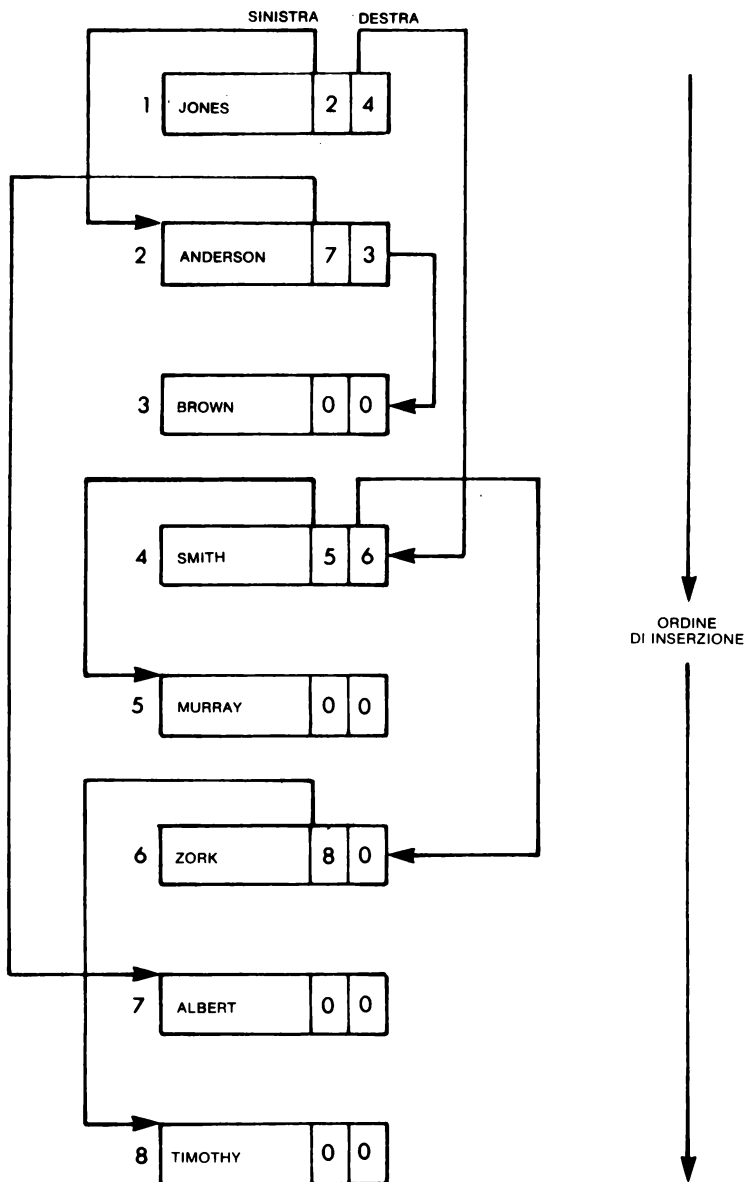 SINISTRA DESTRA
1 JONES 2 4
2 ANDERSON 7 3
3 BROWN 0 0
4 SMITH 5 6
ORDINE
DI INSERZIONE
5 MURRAY 0 0
6 ZORK 8 0
7 ALBERT 0 0
8 TIMOTHY 0 0